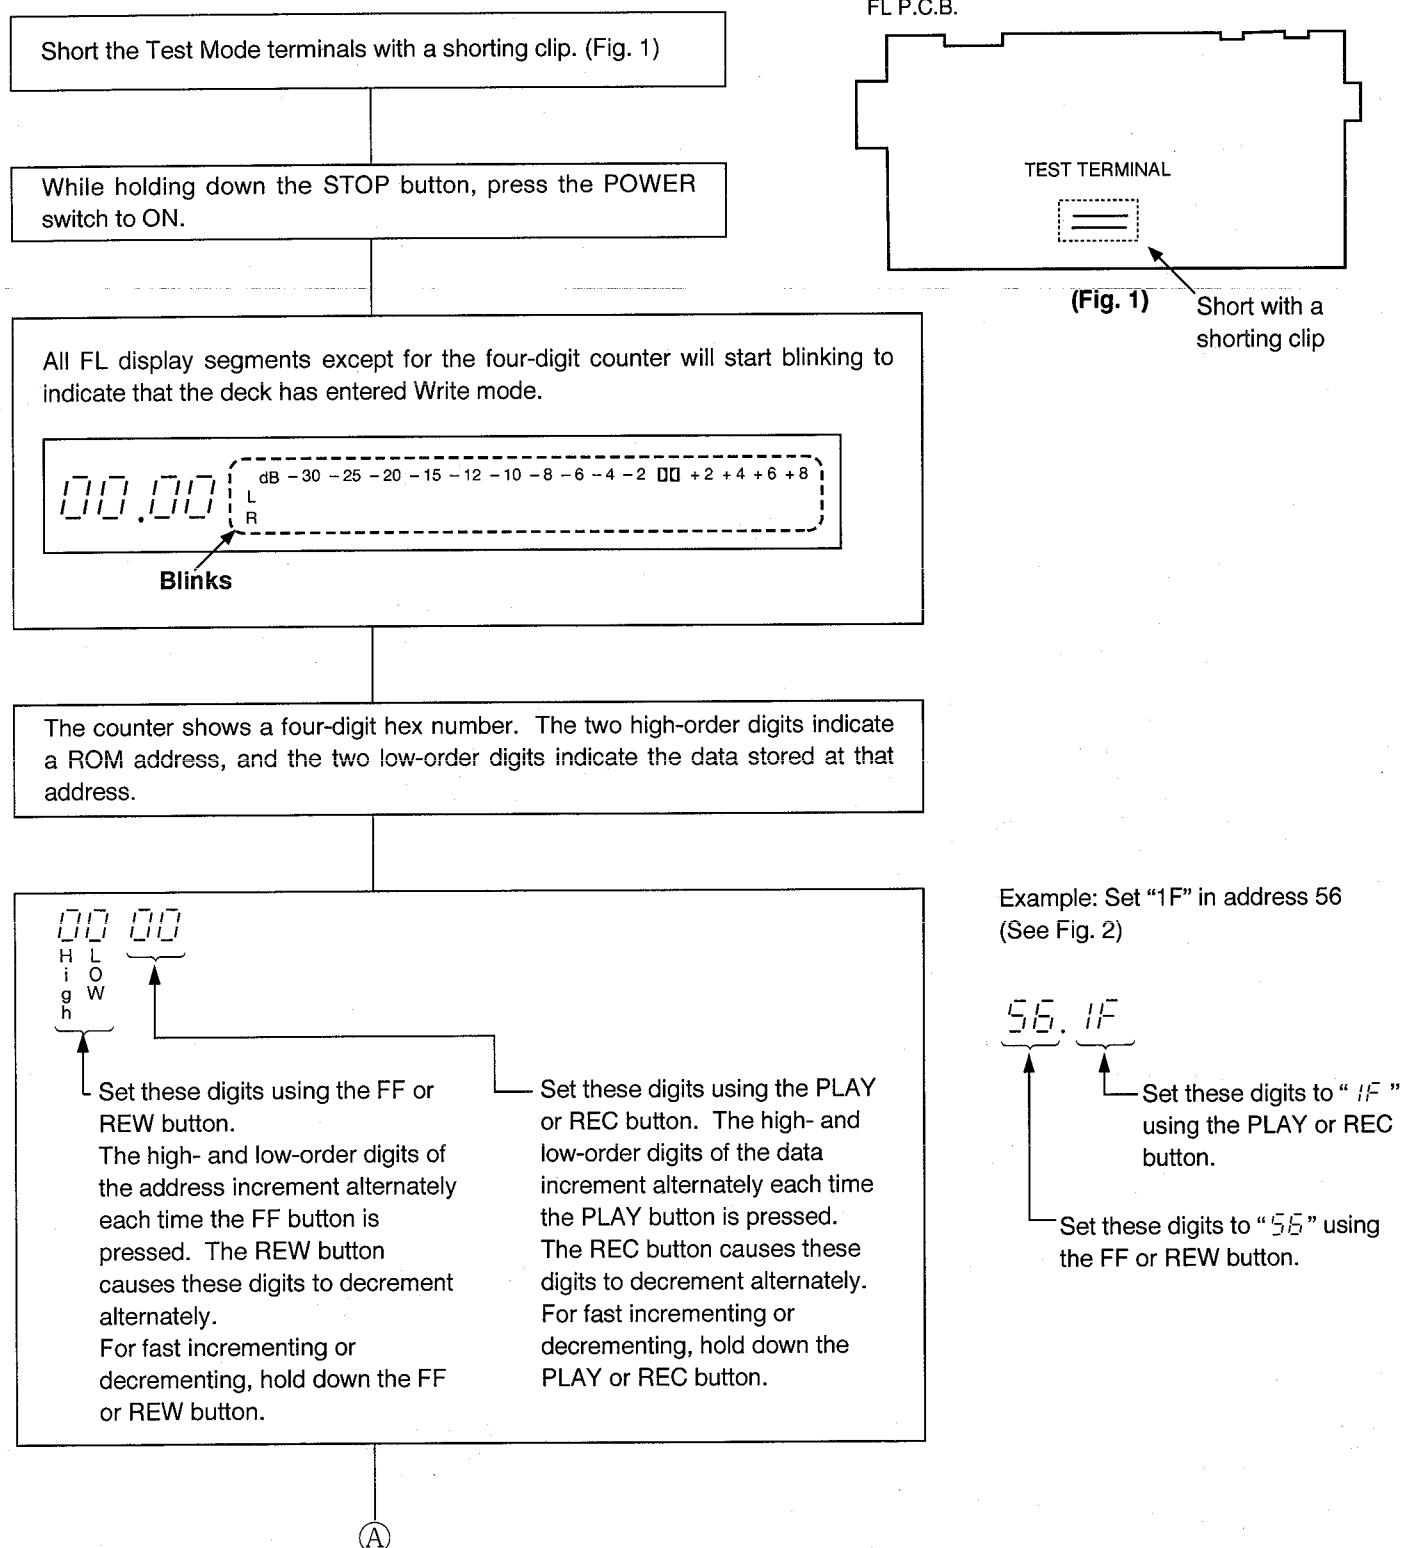 FL P.C.B.
Short the Test Mode terminals with a shorting clip. (Fig. 1)
While holding down the STOP button, press the POWER
switch to ON.
TEST TERMINAL
(Fig. 1)
Short with a
shorting clip
All FL display segments except for the four-digit counter will start blinking to
indicate that the deck has entered Write mode.
00.00
dB −30 −25 −20 −15 −12 −10 −8 −6 −4 −2 00 +2 +4 +6 +8
L
R
Blinks
The counter shows a four-digit hex number. The two high-order digits indicate
a ROM address, and the two low-order digits indicate the data stored at that
address.
00 00
High LOW
Set these digits using the FF or
REW button.
The high- and low-order digits of
the address increment alternately
each time the FF button is
pressed. The REW button
causes these digits to decrement
alternately.
For fast incrementing or
decrementing, hold down the FF
or REW button.
Set these digits using the PLAY
or REC button. The high- and
low-order digits of the data
increment alternately each time
the PLAY button is pressed.
The REC button causes these
digits to decrement alternately.
For fast incrementing or
decrementing, hold down the
PLAY or REC button.
Example: Set “1F” in address 56
(See Fig. 2)
56. 1F
Set these digits to “ 1F ”
using the PLAY or REC
button.
Set these digits to “ 56 ” using
the FF or REW button.
Ⓐ